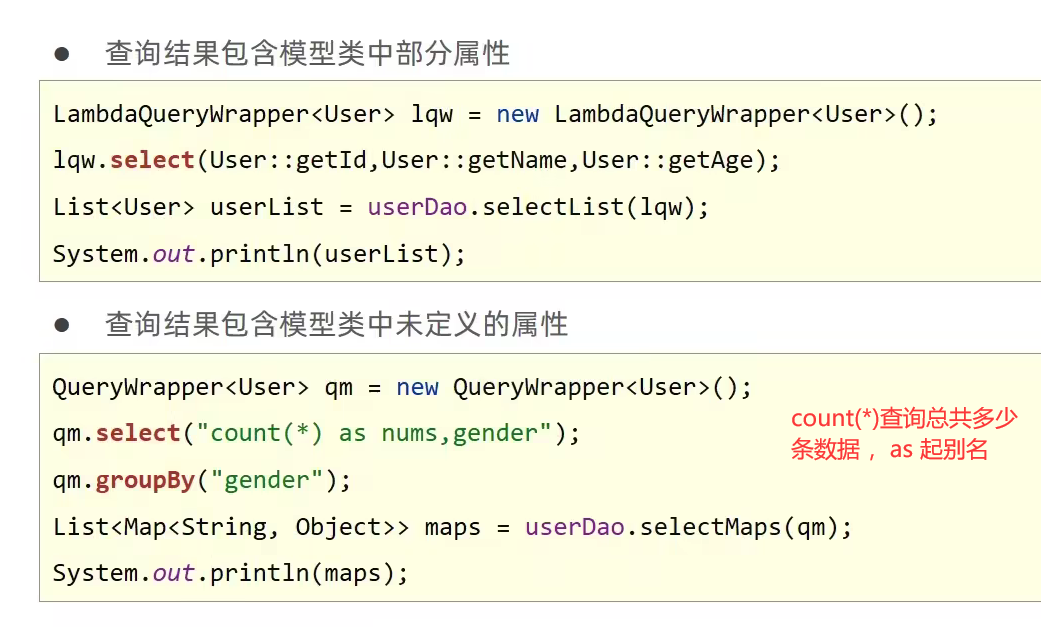 ● 查询结果包含模型类中部分属性
LambdaQueryWrapper<User> lqw = new LambdaQueryWrapper<User>();
lqw.select(User::getId,User::getName,User::getAge);
List<User> userList = userDao.selectList(lqw);
System.out.println(userList);
● 查询结果包含模型类中未定义的属性
QueryWrapper<User> qm = new QueryWrapper<User>();
qm.select("count(*) as nums,gender");
qm.groupBy("gender");
List<Map<String, Object>> maps = userDao.selectMaps(qm);
System.out.println(maps);
count(*)查询总共多少
条数据， as 起别名